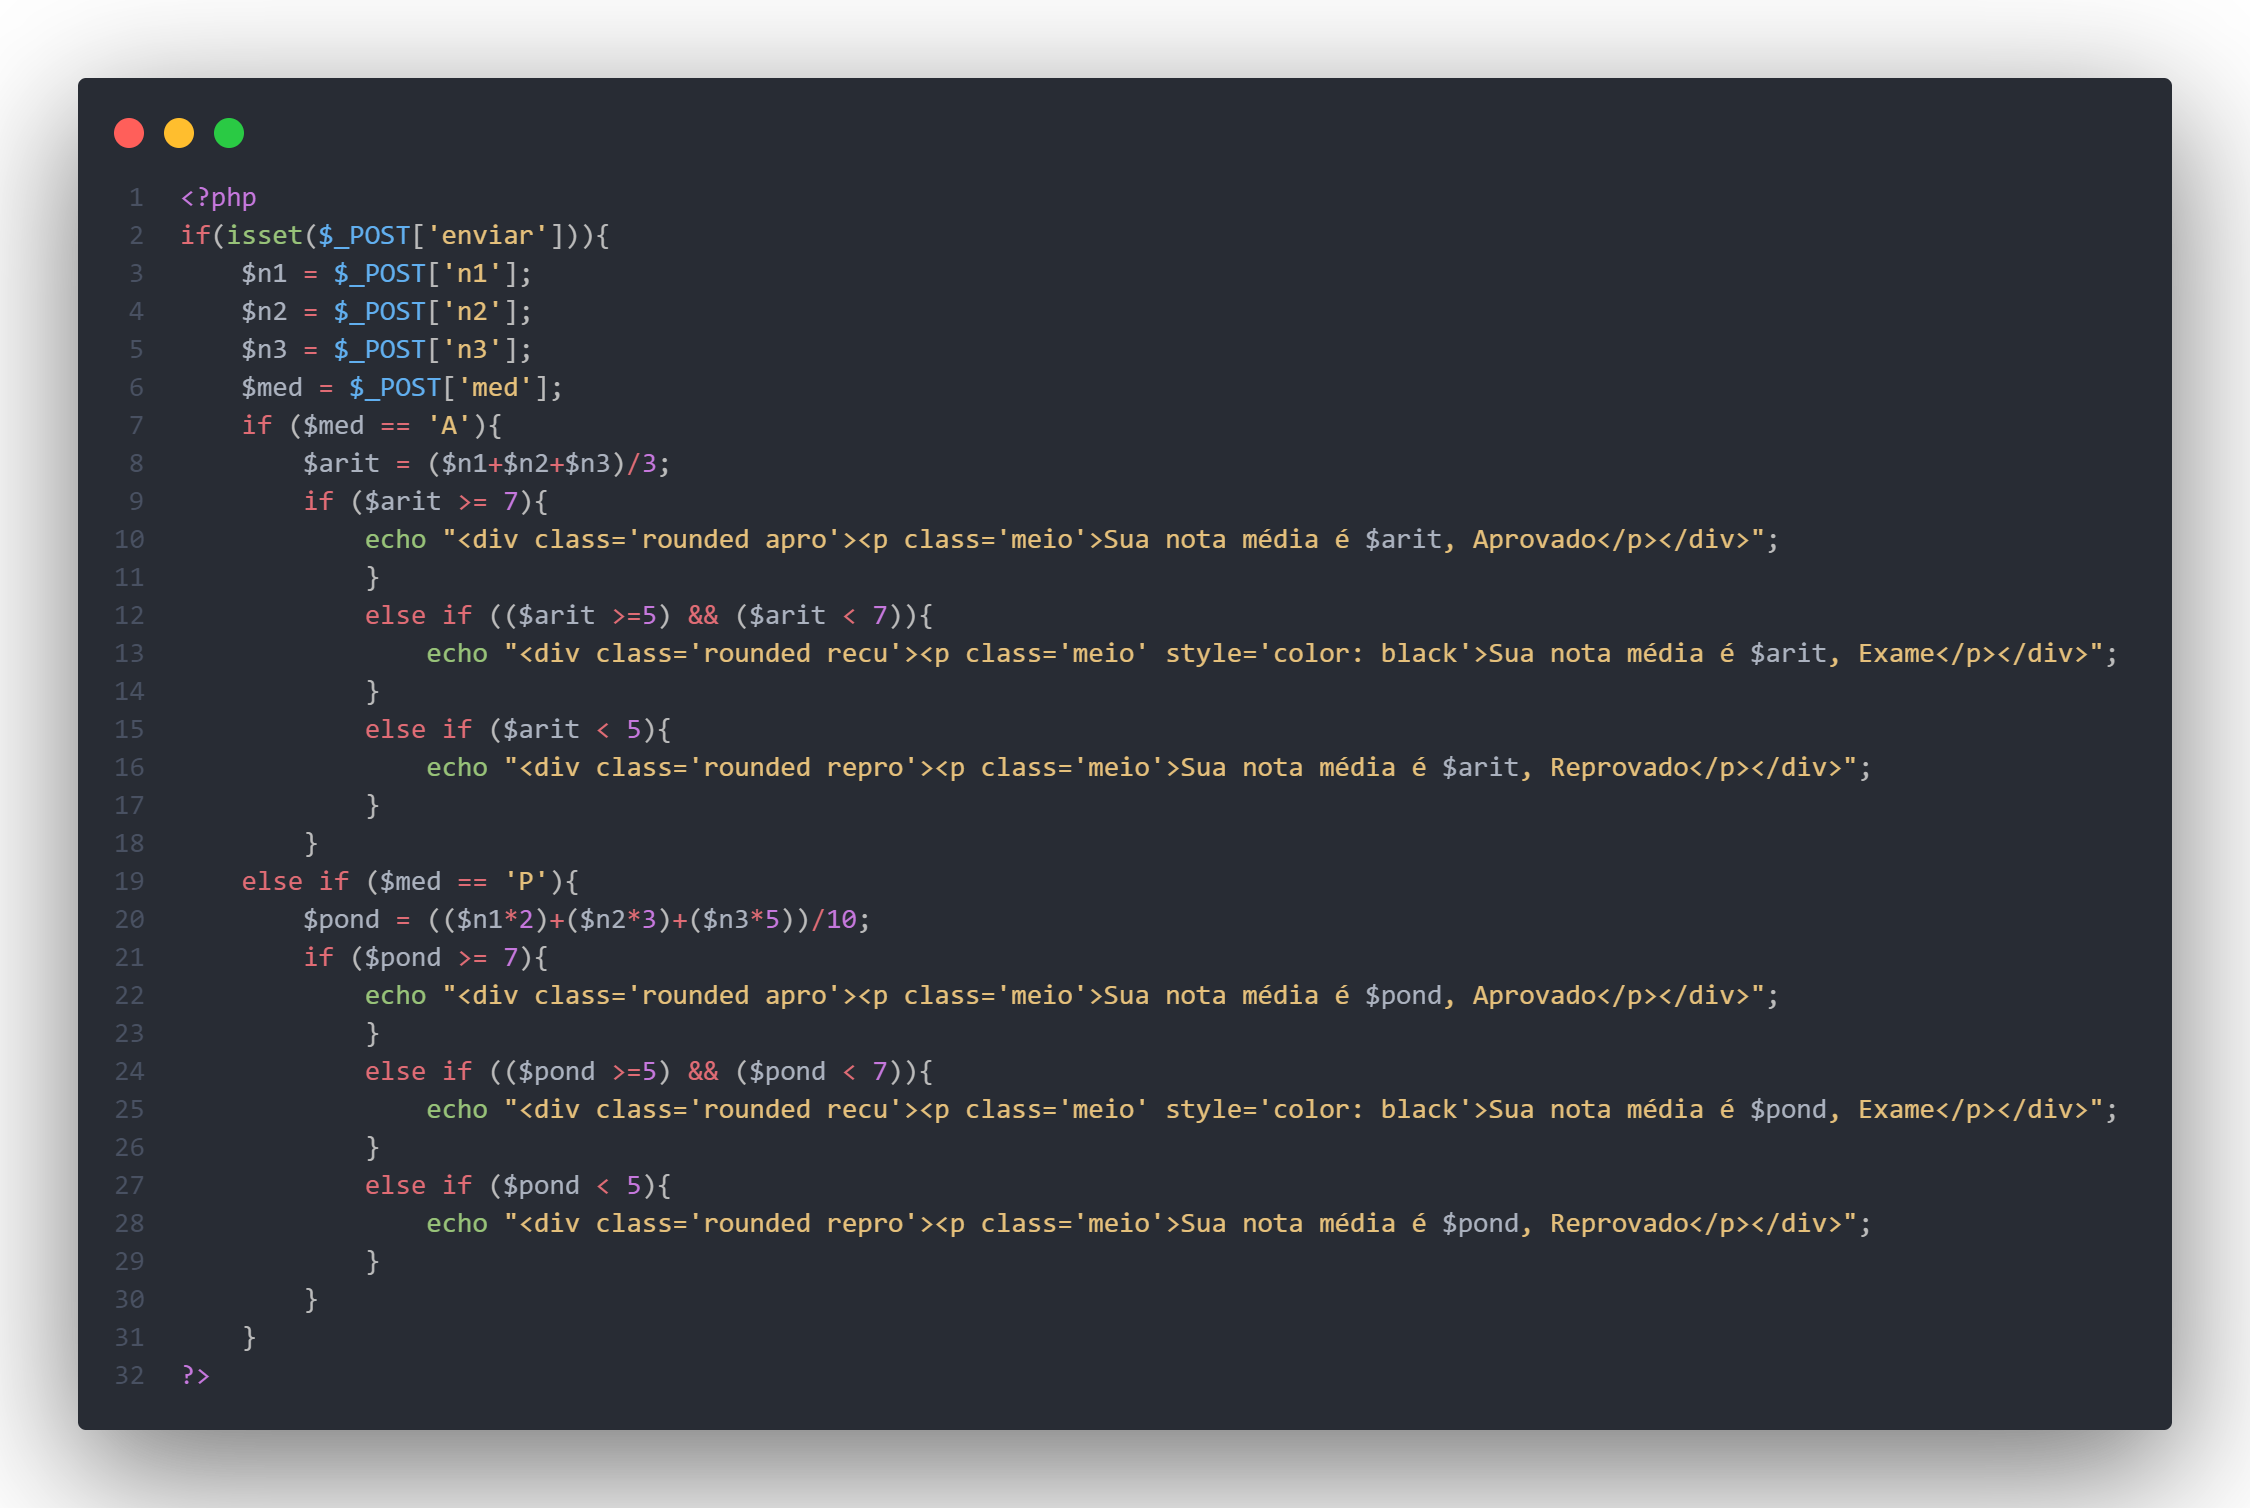 1 <?php
2 if(isset($_POST['enviar'])){
3     $n1 = $_POST['n1'];
4     $n2 = $_POST['n2'];
5     $n3 = $_POST['n3'];
6     $med = $_POST['med'];
7     if ($med == 'A'){
8         $arit = ($n1+$n2+$n3)/3;
9         if ($arit >= 7){
10             echo "<div class='rounded apro'><p class='meio'>Sua nota média é $arit, Aprovado</p></div>";
11             }
12             else if (($arit >=5) && ($arit < 7)){
13                 echo "<div class='rounded recu'><p class='meio' style='color: black'>Sua nota média é $arit, Exame</p></div>";
14             }
15             else if ($arit < 5){
16                 echo "<div class='rounded repro'><p class='meio'>Sua nota média é $arit, Reprovado</p></div>";
17             }
18         }
19     else if ($med == 'P'){
20         $pond = (($n1*2)+($n2*3)+($n3*5))/10;
21         if ($pond >= 7){
22             echo "<div class='rounded apro'><p class='meio'>Sua nota média é $pond, Aprovado</p></div>";
23             }
24             else if (($pond >=5) && ($pond < 7)){
25                 echo "<div class='rounded recu'><p class='meio' style='color: black'>Sua nota média é $pond, Exame</p></div>";
26             }
27             else if ($pond < 5){
28                 echo "<div class='rounded repro'><p class='meio'>Sua nota média é $pond, Reprovado</p></div>";
29             }
30         }
31     }
32 ?>